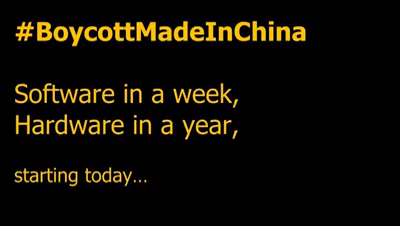 #BoycottMadeInChina
Software in a week,
Hardware in a year,
starting today...